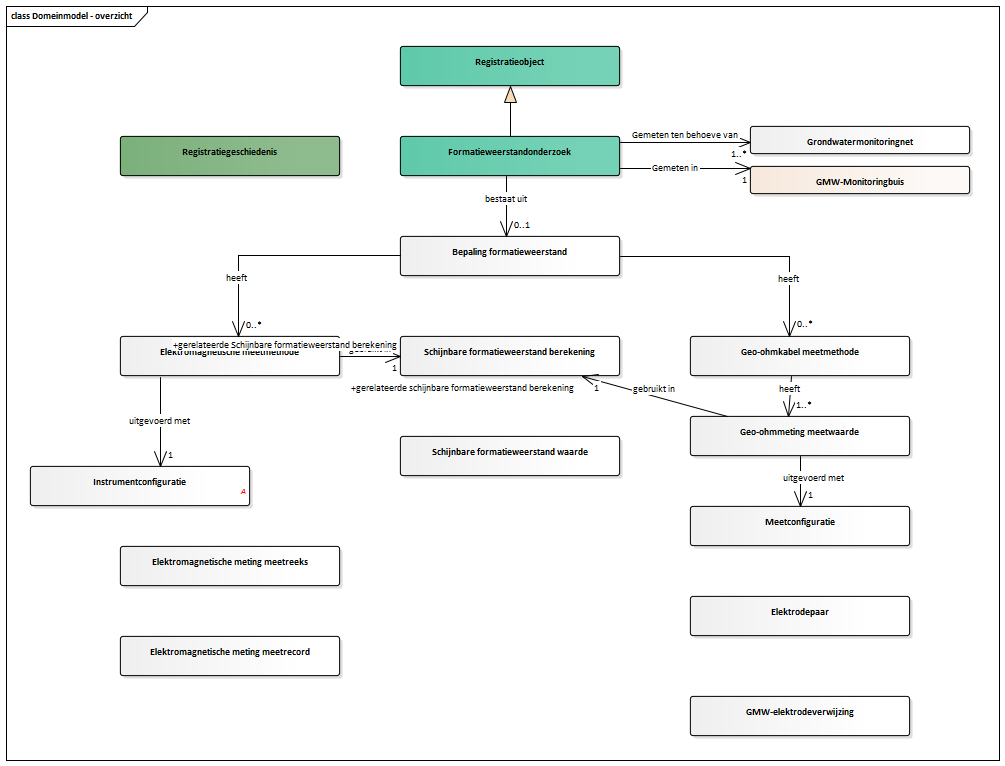 class Domeinmodel - overzicht
Registratieobject
Registratiegeschiedenis
Formatieweerstandonderzoek
Gemeten ten behoeve van
1..*
Grondwatermonitoringnet
Gemeten in
1
GMW-Monitoringbuis
bestaat uit
0..1
Bepaling formatieweerstand
heeft
0..*
heeft
0..*
+gerelateerde Schijnbare formatieweerstand berekening
Elektromagnetische meetmethode
1
Schijnbare formatieweerstand berekening
Geo-ohmkabel meetmethode
+gerelateerde schijnbare formatieweerstand berekening
1
gebruikt in
heeft
1..*
uitgevoerd met
1
Geo-ohmmeting meetwaarde
Schijnbare formatieweerstand waarde
Instrumentconfiguratie
A
uitgevoerd met
1
Meetconfiguratie
Elektromagnetische meting meetreeks
Elektrodepaar
Elektromagnetische meting meetrecord
GMW-elektrodeverwijzing